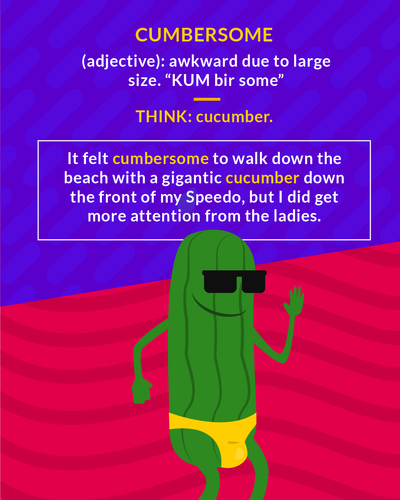 CUMBERSOME
(adjective): awkward due to large
size. “KUM bir some”
THINK: cucumber.
It felt cumbersome to walk down the
beach with a gigantic cucumber down
the front of my Speedo, but I did get
more attention from the ladies.